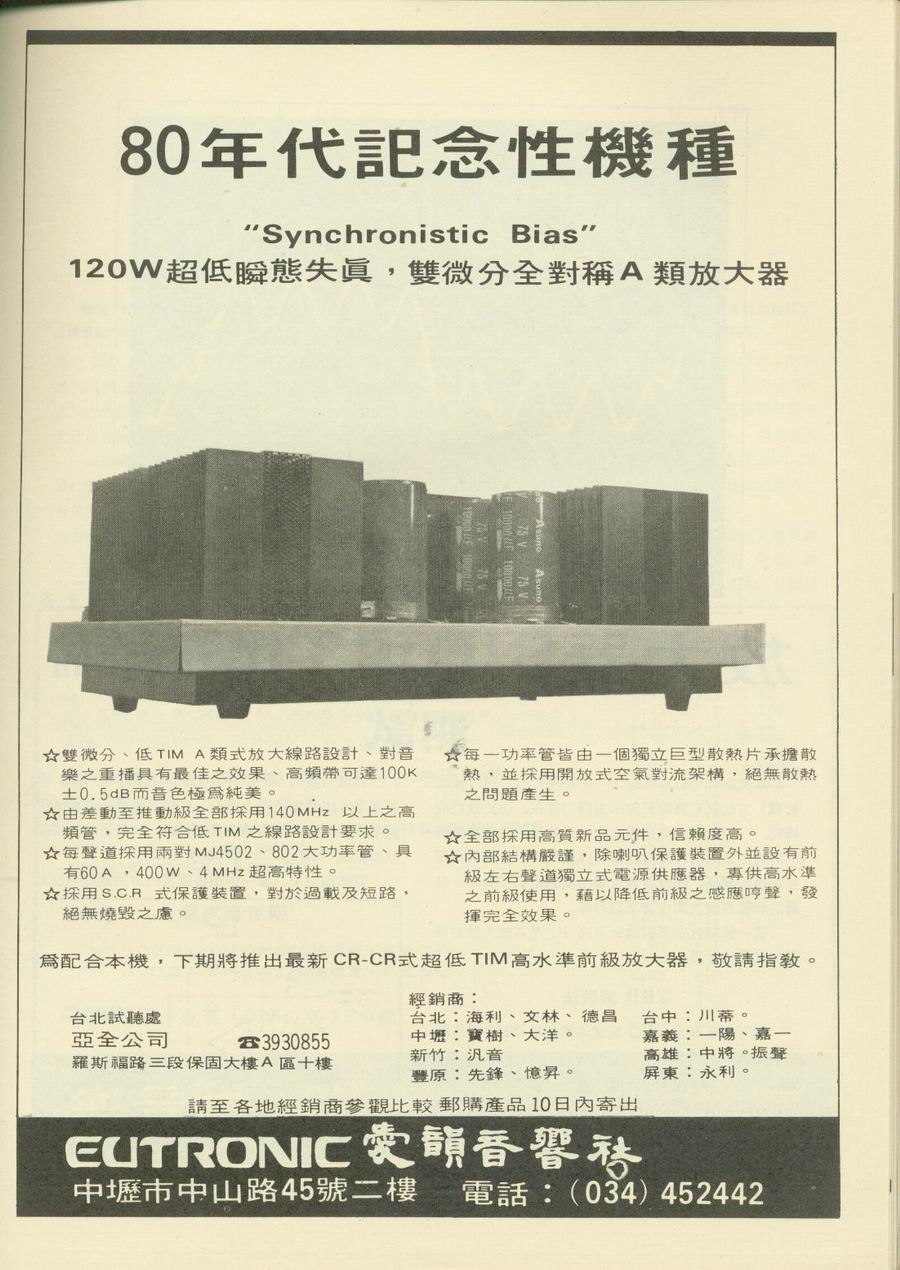 80年代記念性機種
"Synchronistic Bias"
120W超低瞬態失眞，雙微分全對稱A類放大器
Asuno Asuno
75 V 75 V
10000µF 10000µF
75 V 75 V
10000µF 10000µF
☆雙微分、低TIM A類式放大線路設計、對音
樂之重播具有最佳之效果、高頻帶可達100K
±0.5dB而音色極爲純美。
☆由差動至推動級全部採用140MHz 以上之高
頻管，完全符合低TIM之線路設計要求。
☆每聲道採用兩對MJ4502、802大功率管、具
有60A，400W、4MHz超高特性。
☆採用S.C.R 式保護裝置，對於過載及短路，
絕無燒毀之慮。
☆每一功率管皆由一個獨立巨型散熱片承擔散
熱，並採用開放式空氣對流架構，絕無散熱
之問題產生。
☆全部採用高質新品元件，信賴度高。
☆內部結構嚴謹，除喇叭保護裝置外並設有前
級左右聲道獨立式電源供應器，專供高水準
之前級使用，藉以降低前級之感應哼聲，發
揮完全效果。
爲配合本機，下期將推出最新CR-CR式超低TIM高水準前級放大器，敬請指敎。
台北試聽處
亞全公司 ☎3930855
羅斯福路三段保固大樓A區十樓
經銷商：
台北：海利、文林、德昌
中壢：寶樹、大洋。
新竹：汎音
豐原：先鋒、憶昇。
台中：川蒂。
嘉義：一陽、嘉一
高雄：中將。振聲
屏東：永利。
請至各地經銷商參觀比較 郵購產品10日內寄出
EUTRONIC 愛韻音響社
中壢市中山路45號二樓 電話：(034) 452442